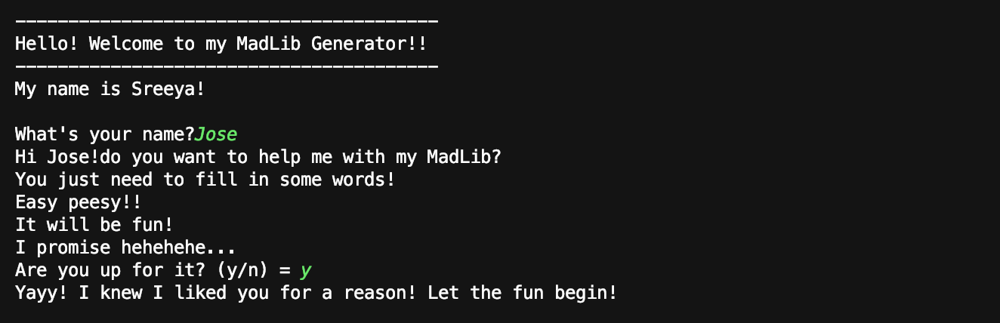 ----------------------------------------
Hello! Welcome to my MadLib Generator!!
----------------------------------------
My name is Sreeya!
What's your name?Jose
Hi Jose!do you want to help me with my MadLib?
You just need to fill in some words!
Easy peesy!!
It will be fun!
I promise hehehehe...
Are you up for it? (y/n) = y
Yayy! I knew I liked you for a reason! Let the fun begin!